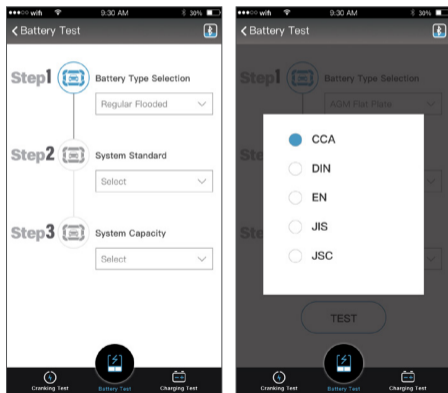 wifi 9:30 AM 30%
Battery Test
Step1 Battery Type Selection
Regular Flooded
Step2 System Standard
Select
Step3 System Capacity
Select
Cranking Test Battery Test Charging Test
wifi 9:30 AM 30%
Battery Test
Step1 Battery Type Selection
AGM Flat Plate
CCA
DIN
EN
JIS
JSC
Ste
Ste
TEST
Cranking Test Battery Test Charging Test